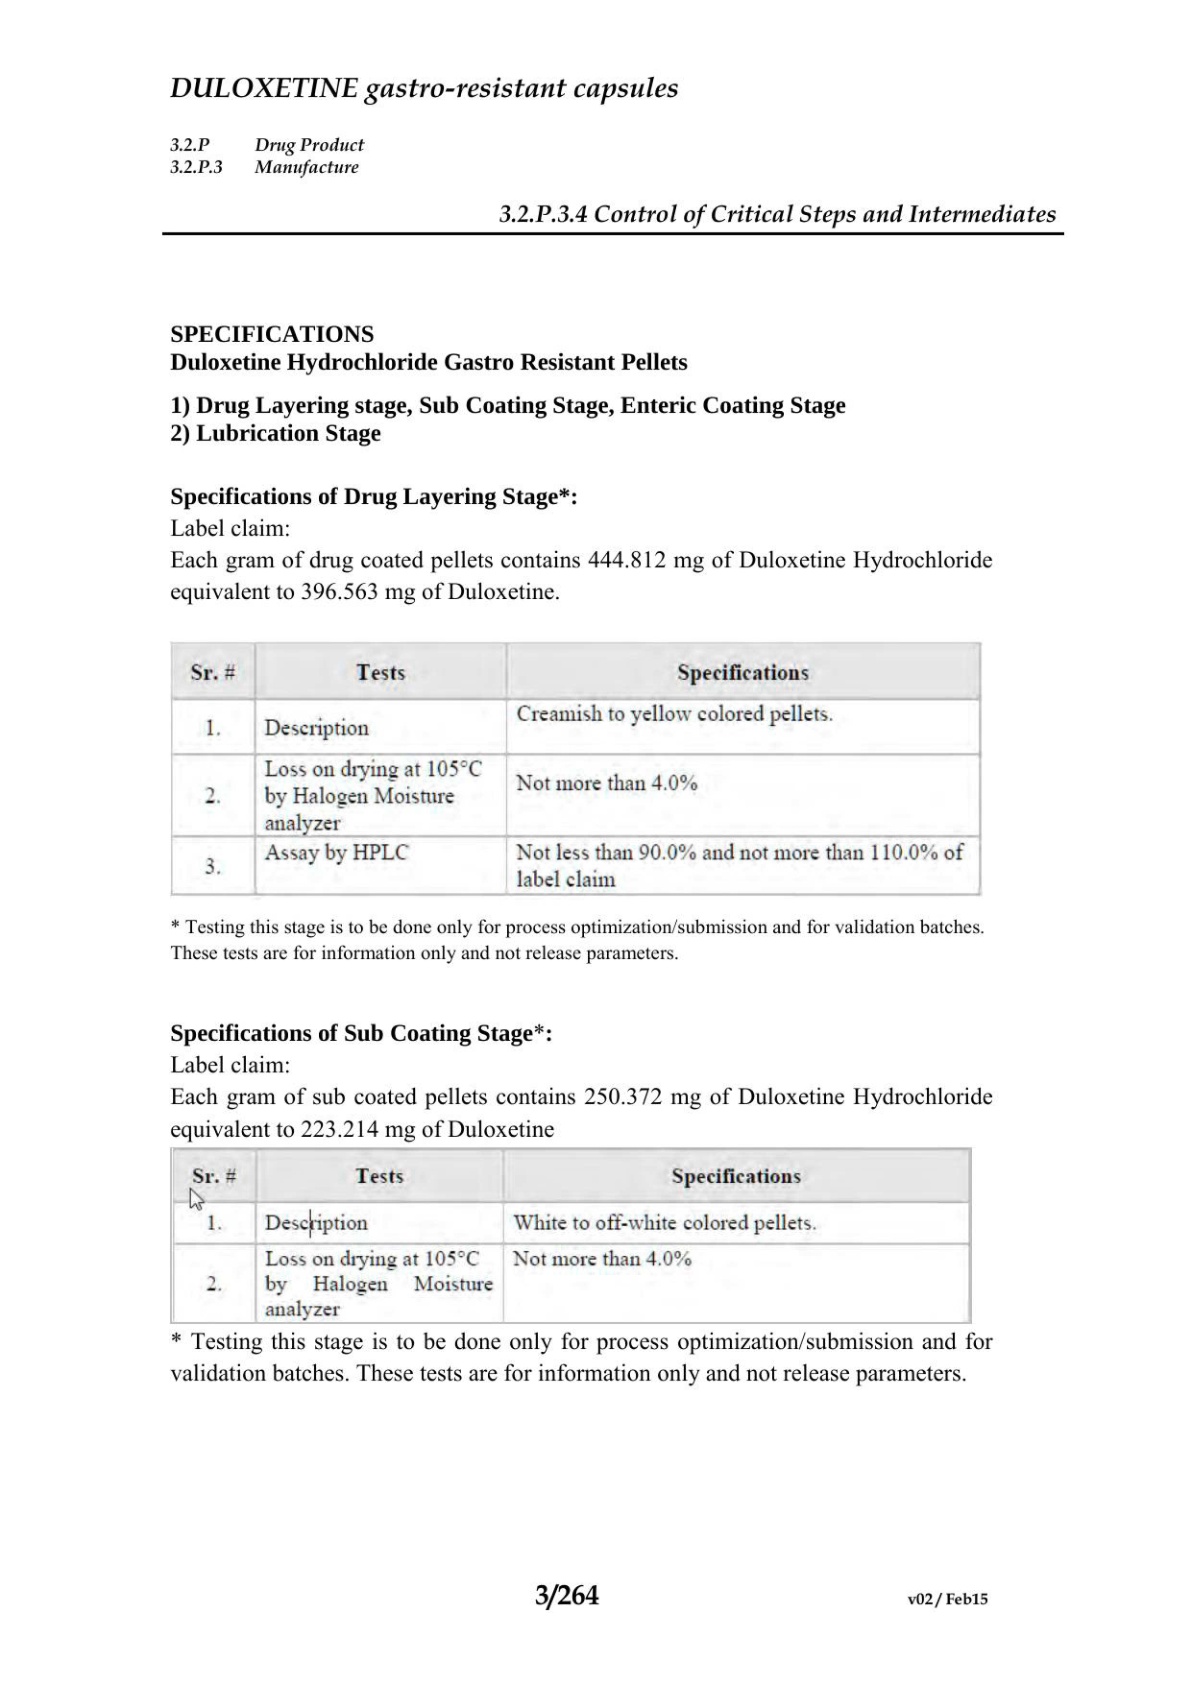 DULOXETINE gastro-resistant capsules
3.2.P Drug Product
3.2.P.3 Manufacture
3.2.P.3.4 Control of Critical Steps and Intermediates
SPECIFICATIONS
Duloxetine Hydrochloride Gastro Resistant Pellets
1) Drug Layering stage, Sub Coating Stage, Enteric Coating Stage
2) Lubrication Stage
Specifications of Drug Layering Stage*:
Label claim:
Each gram of drug coated pellets contains 444.812 mg of Duloxetine Hydrochloride
equivalent to 396.563 mg of Duloxetine.
Sr. # Tests Specifications
1. Description Creamish to yellow colored pellets.
2. Loss on drying at 105°C
by Halogen Moisture
analyzer
Not more than 4.0%
3. Assay by HPLC
Not less than 90.0% and not more than 110.0% of
label claim
* Testing this stage is to be done only for process optimization/submission and for validation batches.
These tests are for information only and not release parameters.
Specifications of Sub Coating Stage*:
Label claim:
Each gram of sub coated pellets contains 250.372 mg of Duloxetine Hydrochloride
equivalent to 223.214 mg of Duloxetine
Sr. # Tests Specifications
1. Description White to off-white colored pellets.
2. Loss on drying at 105°C
by Halogen Moisture
analyzer
Not more than 4.0%
* Testing this stage is to be done only for process optimization/submission and for
validation batches. These tests are for information only and not release parameters.
3/264
v02 / Feb15